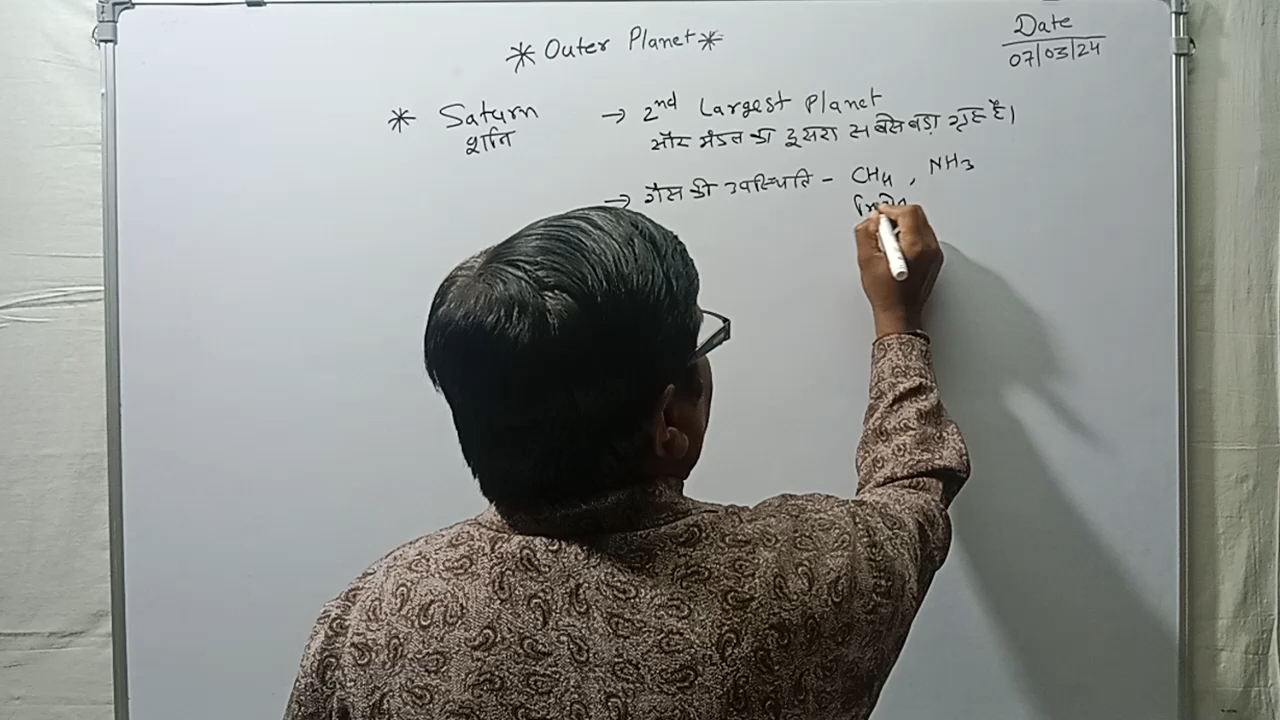 * Outer Planet *
Date
07/03/24
* Saturn → 2nd Largest Planet
शनि सौर मंडल का दूसरा सबसे बड़ा ग्रह है।
→ गैस की उपस्थिति - CH4, NH3